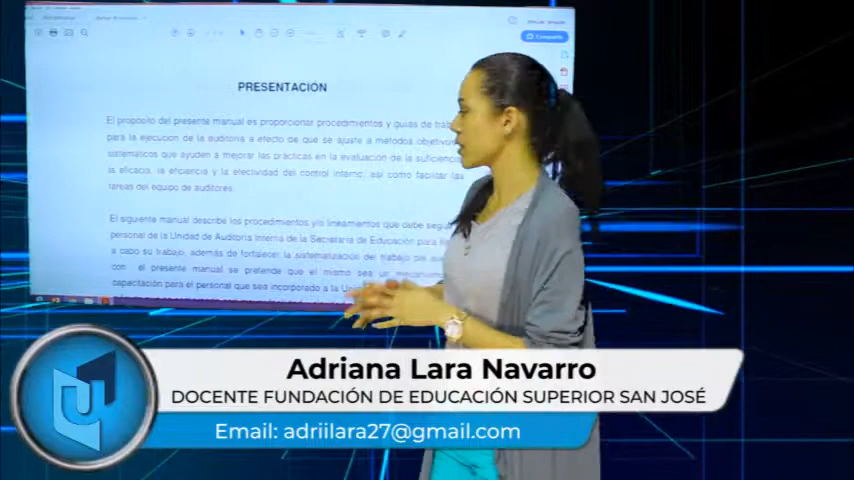 PRESENTACIÓN
El propósito del presente manual es proporcionar procedimientos y guías de
para la ejecución de la auditoría a efecto de que se ajuste a métodos objetivos
sistemáticos que ayuden a mejorar las prácticas en la evaluación de la suficiencia
la eficacia, la eficiencia y la efectividad del control interno, así como facilitar las
tareas del equipo de auditores.
El siguiente manual describe los procedimientos y/o lineamientos que debe
personal de la Unidad de Auditoría Interna de la Secretaría de Educación para
a cabo su trabajo, además de fortalecer la sistematización del trabajo
con el presente manual se pretende que el mismo sea un mecanismo
capacitación para el personal que sea incorporado a la
Adriana Lara Navarro
DOCENTE FUNDACIÓN DE EDUCACIÓN SUPERIOR SAN JOSÉ
Email: adriilara27@gmail.com